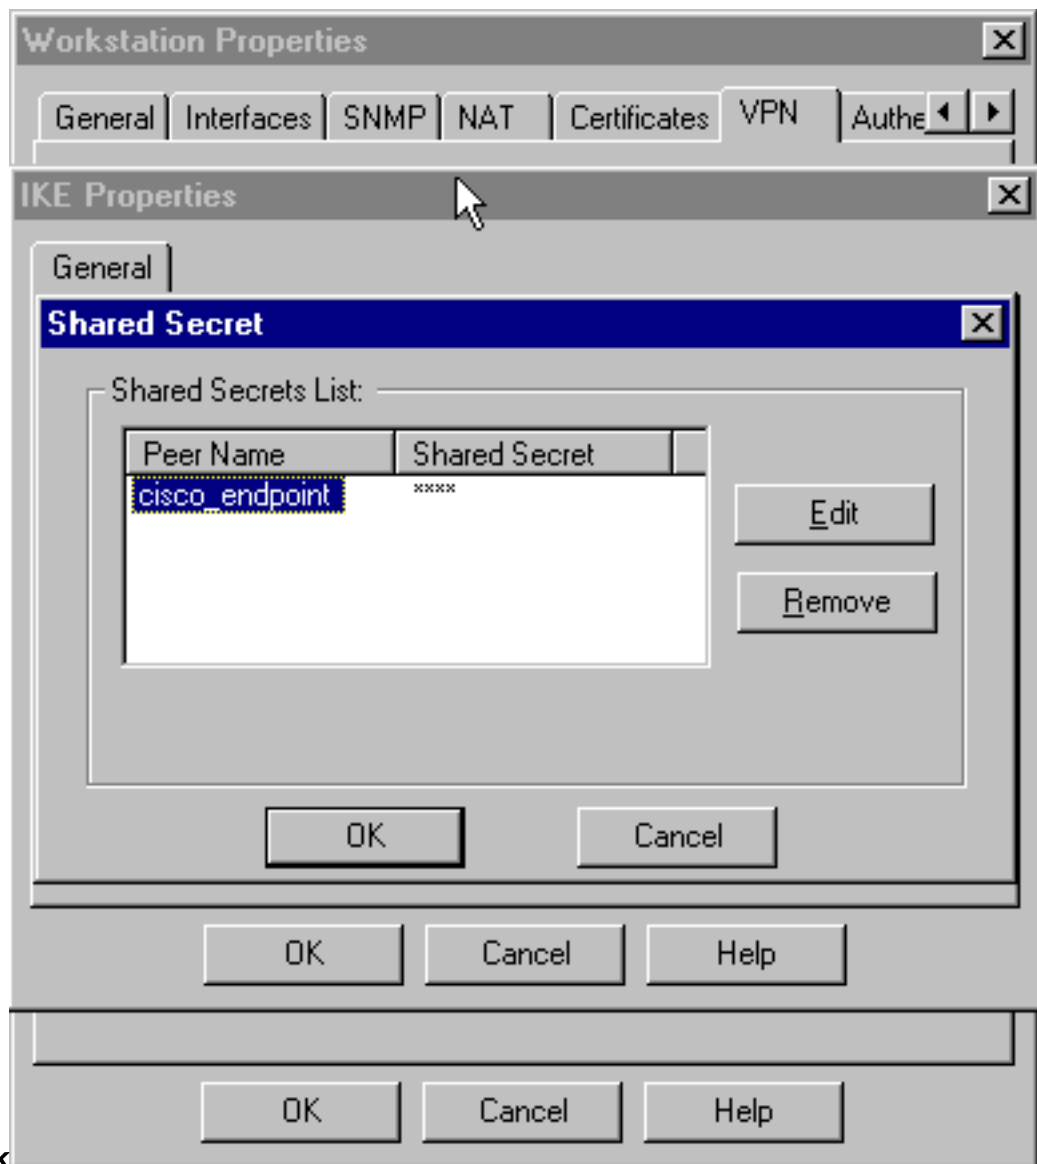 Workstation Properties
General Interfaces SNMP NAT Certificates VPN Authe
IKE Properties
General
Shared Secret
Shared Secrets List:
Peer Name Shared Secret
cisco_endpoint ****
Edit
Remove
OK Cancel
OK Cancel Help
OK Cancel Help